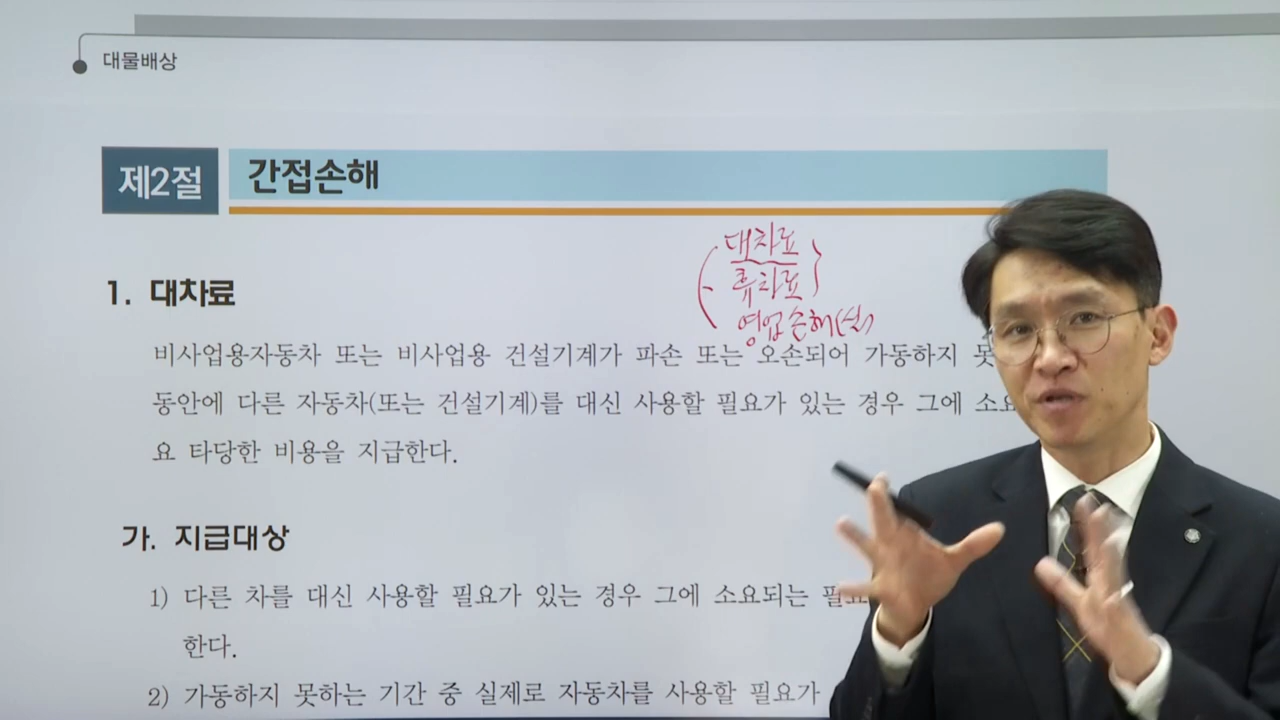 대물배상
제2절 간접손해
대차료
휴차료
영업손해(실)
1. 대차료
비사업용자동차 또는 비사업용 건설기계가 파손 또는 오손되어 가동하지 못
동안에 다른 자동차(또는 건설기계)를 대신 사용할 필요가 있는 경우 그에 소요
요 타당한 비용을 지급한다.
가. 지급대상
1) 다른 차를 대신 사용할 필요가 있는 경우 그에 소요되는 필요
한다.
2) 가동하지 못하는 기간 중 실제로 자동차를 사용할 필요가